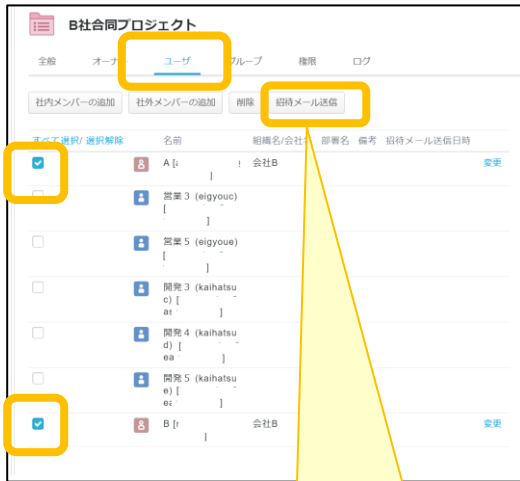 B社合同プロジェクト
全般 ユーザ グループ 権限 ログ
社内メンバーの追加 社外メンバーの追加 削除 招待メール送信
すべて選択/ 選択解除 名前 組織名/会社 部署名 備考 招待メール送信日時
A [ 会社B 変更
]
営業3 (eigyouc)
[
]
営業5 (eigyoue)
[
]
開発3 (kaihatsu
c) [
]
開発4 (kaihatsu
d) [
]
開発5 (kaihatsu
e) [
]
B [ 会社B 変更
]